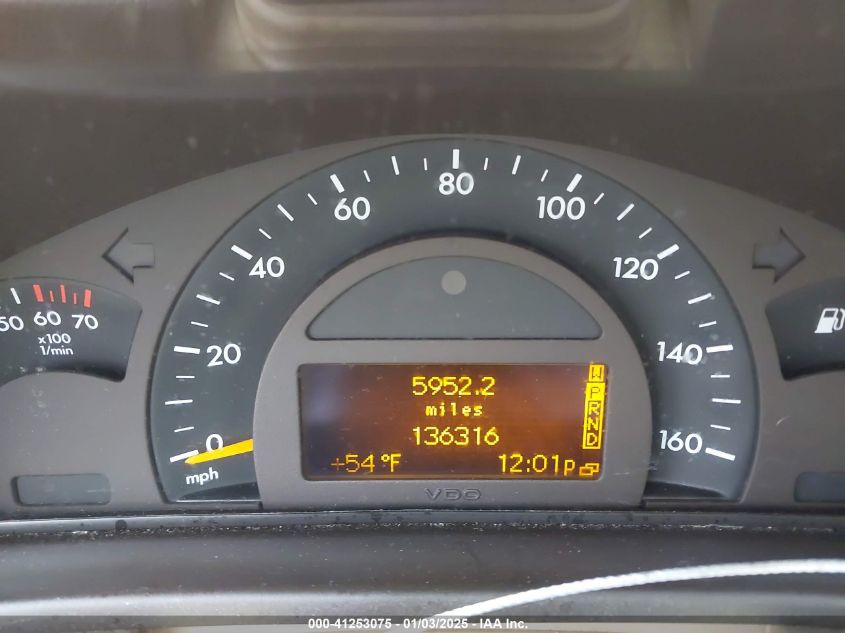 80
60
100
40
120
20
140
0
160
mph
50 60 70
x100
1/min
5952.2
miles
136316
+54°F
12:01p
W
P
R
N
D
VDO
000-41253075 - 01/03/2025 - IAA Inc.